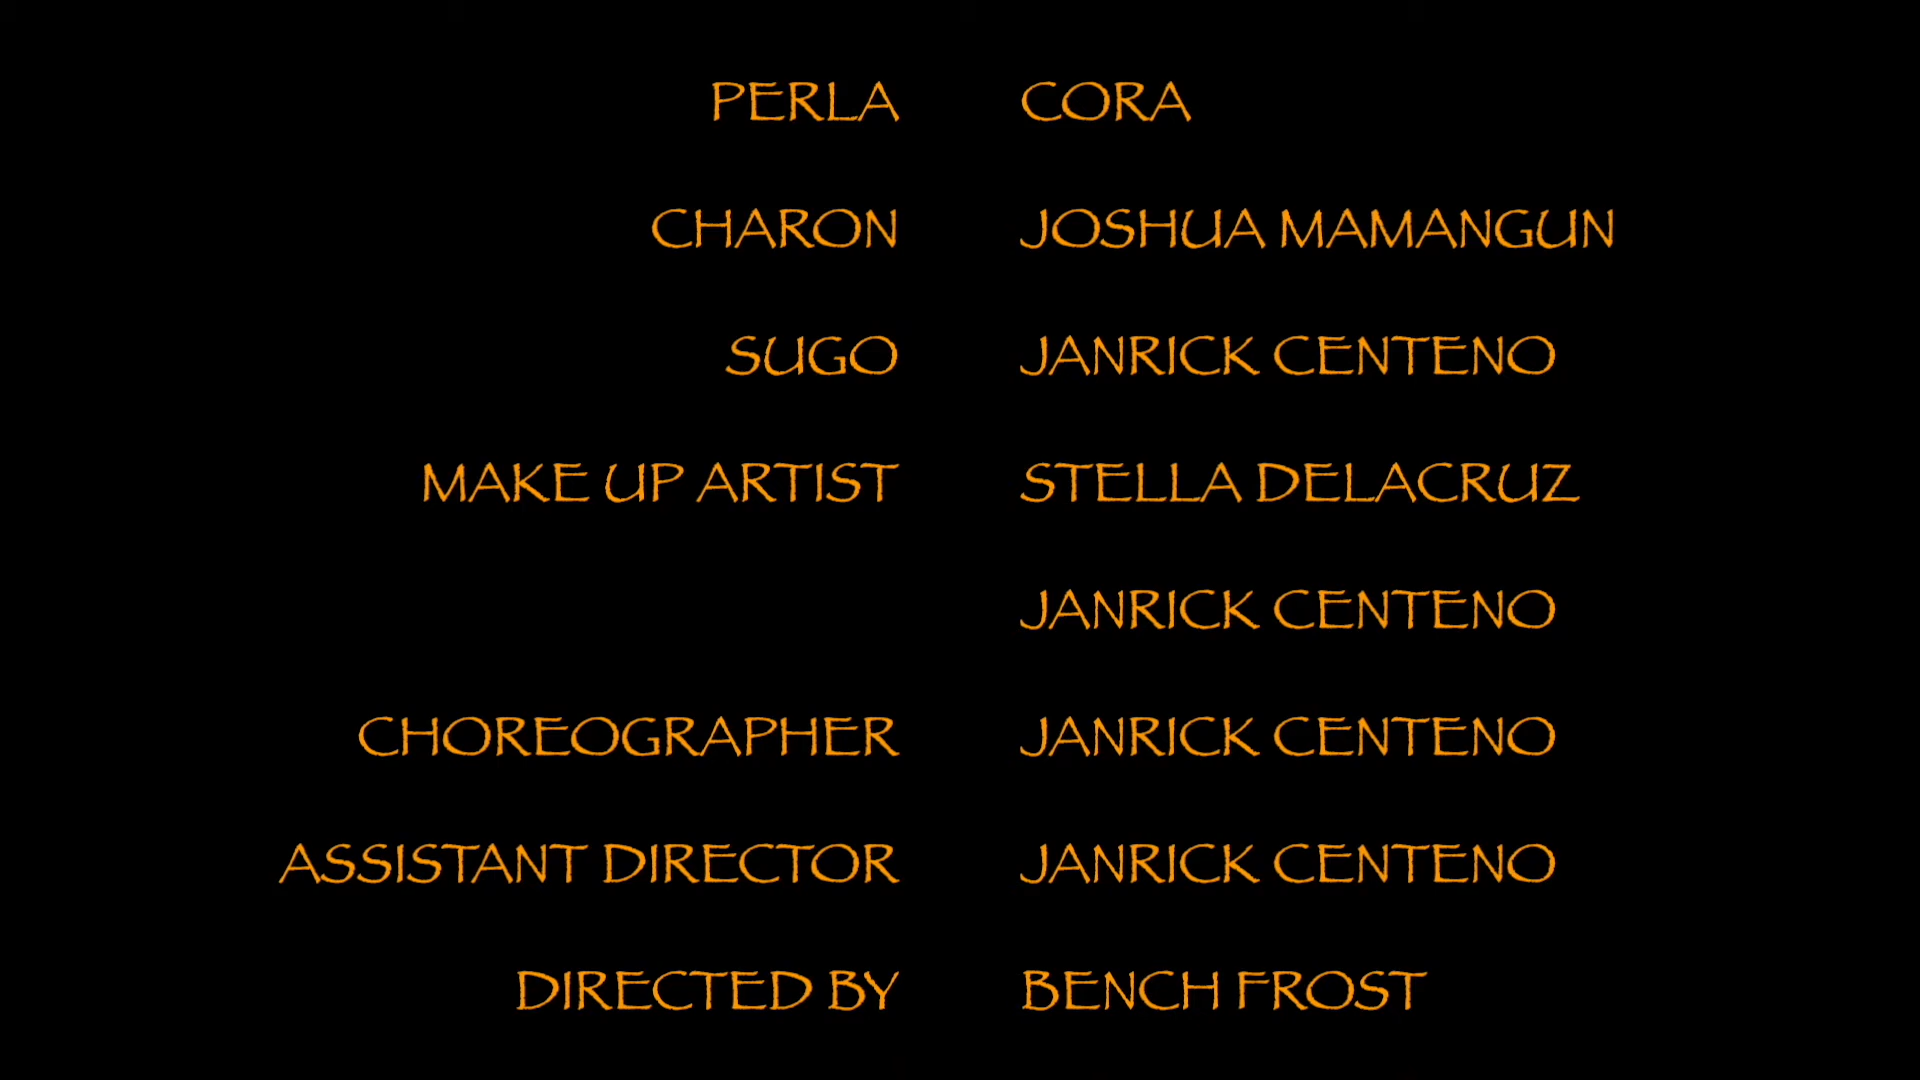 PERLA CORA
CHARON JOSHUA MAMANGUN
SUGO JANRICK CENTENO
MAKE UP ARTIST STELLA DELACRUZ
JANRICK CENTENO
CHOREOGRAPHER JANRICK CENTENO
ASSISTANT DIRECTOR JANRICK CENTENO
DIRECTED BY BENCH FROST